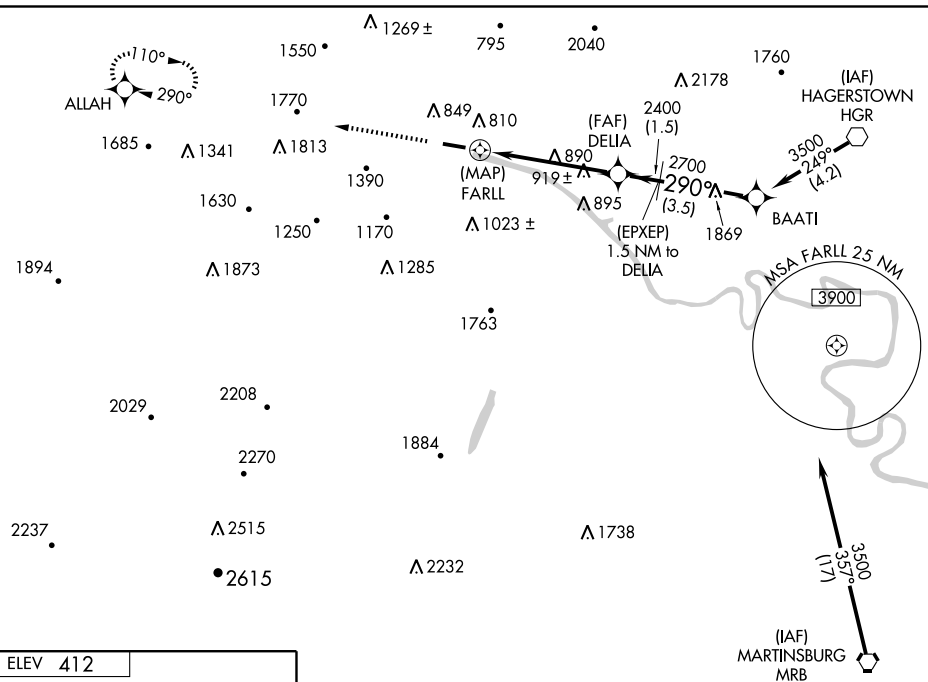 1269 ±
795
2040
1550
1760
110°
290°
ALLAH
1770
2178
(IAF)
HAGERSTOWN
HGR
849
810
2400
(1.5)
(FAF)
DELIA
3500
249°
(4.2)
1685
1341
1813
890
2700
290°
(3.5)
919 ±
(MAP)
FARLL
1390
895
BAATI
1630
1250
1170
1023 ±
(EPXEP)
1.5 NM to
DELIA
1869
1894
1873
1285
MSA FARLL 25 NM
3900
1763
2029
2208
1884
2270
2237
2515
1738
2615
2232
3500
357°
(17)
(IAF)
MARTINSBURG
MRB
ELEV 412